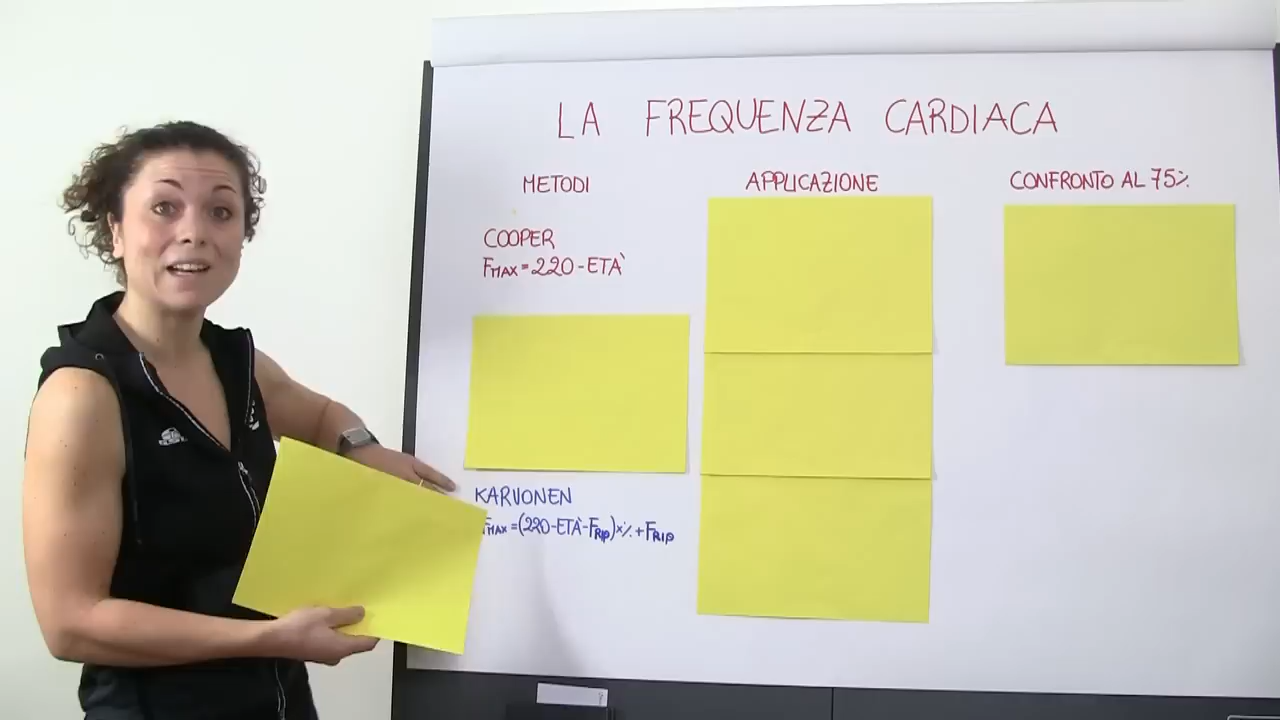 LA FREQUENZA CARDIACA
METODI
APPLICAZIONE
CONFRONTO AL 75%
COOPER
FMAX = 220 - ETÀ
KARVONEN
FMAX = (220 - ETÀ - FRIP) x % + FRIP